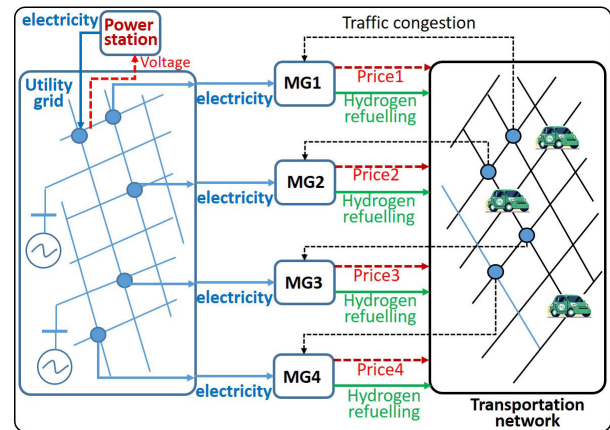 electricity
Power
station
Traffic congestion
Voltage
Utility
grid
electricity
MG1
Price1
Hydrogen
refuelling
electricity
MG2
Price2
Hydrogen
refuelling
electricity
MG3
Price3
Hydrogen
refuelling
electricity
MG4
Price4
Hydrogen
refuelling
Transportation
network